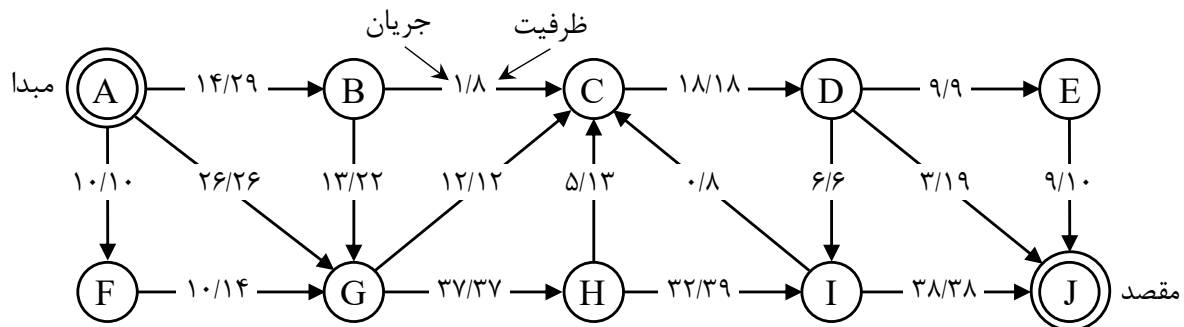 جریان ظرفیت
مبدا A ۱۴/۲۹ B ۱/۸ C ۱۸/۱۸ D ۹/۹ E
۱۰/۱۰ ۲۶/۲۶ ۱۳/۲۲ ۱۲/۱۲ ۵/۱۳ ۰/۸ ۶/۶ ۳/۱۹ ۹/۱۰
F ۱۰/۱۴ G ۳۷/۳۷ H ۳۲/۳۹ I ۳۸/۳۸ J مقصد